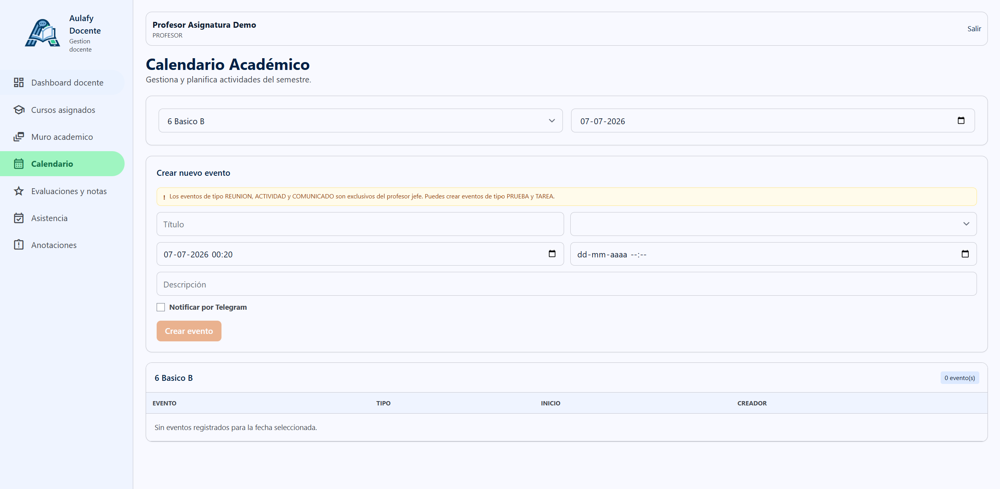 Aulafy
Docente
Gestion
docente
Dashboard docente
Cursos asignados
Muro academico
Calendario
Evaluaciones y notas
Asistencia
Anotaciones
Profesor Asignatura Demo
PROFESOR
Salir
Calendario Académico
Gestiona y planifica actividades del semestre.
6 Basico B
07-07-2026
Crear nuevo evento
! Los eventos de tipo REUNION, ACTIVIDAD y COMUNICADO son exclusivos del profesor jefe. Puedes crear eventos de tipo PRUEBA y TAREA.
Título
07-07-2026 00:20
dd-mm-aaaa --:--
Descripción
Notificar por Telegram
Crear evento
6 Basico B
0 evento(s)
EVENTO TIPO INICIO CREADOR
Sin eventos registrados para la fecha seleccionada.